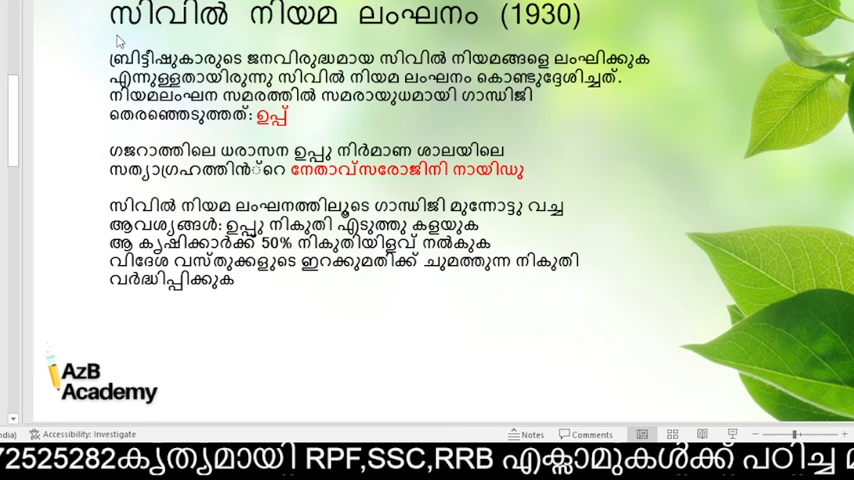 സിവിൽ നിയമ ലംഘനം (1930)
ബ്രിട്ടീഷുകാരുടെ ജനവിരുദ്ധമായ സിവിൽ നിയമങ്ങളെ ലംഘിക്കുക
എന്നുള്ളതായിരുന്നു സിവിൽ നിയമ ലംഘനം കൊണ്ടുദ്ദേശിച്ചത്.
നിയമലംഘന സമരത്തിൽ സമരായുധമായി ഗാന്ധിജി
തെരഞ്ഞെടുത്തത്: ഉപ്പ്
ഗജറാത്തിലെ ധരാസന ഉപ്പു നിർമാണ ശാലയിലെ
സത്യാഗ്രഹത്തിൻ്റെ നേതാവ്സരോജിനി നായിഡു
സിവിൽ നിയമ ലംഘനത്തിലൂടെ ഗാന്ധിജി മുന്നോട്ടു വച്ച
ആവശ്യങ്ങൾ: ഉപ്പു നികുതി എടുത്തു കളയുക
ആ കൃഷിക്കാർക്ക് 50% നികുതിയിളവ് നൽകുക
വിദേശ വസ്തുക്കളുടെ ഇറക്കുമതിക്ക് ചുമത്തുന്ന നികുതി
വർദ്ധിപ്പിക്കുക
AzB
Academy
Accessibility: Investigate
Notes
Comments
72525282കൃത്യമായി RPF,SSC,RRB എക്സാമുകൾക്ക് പഠിച്ച